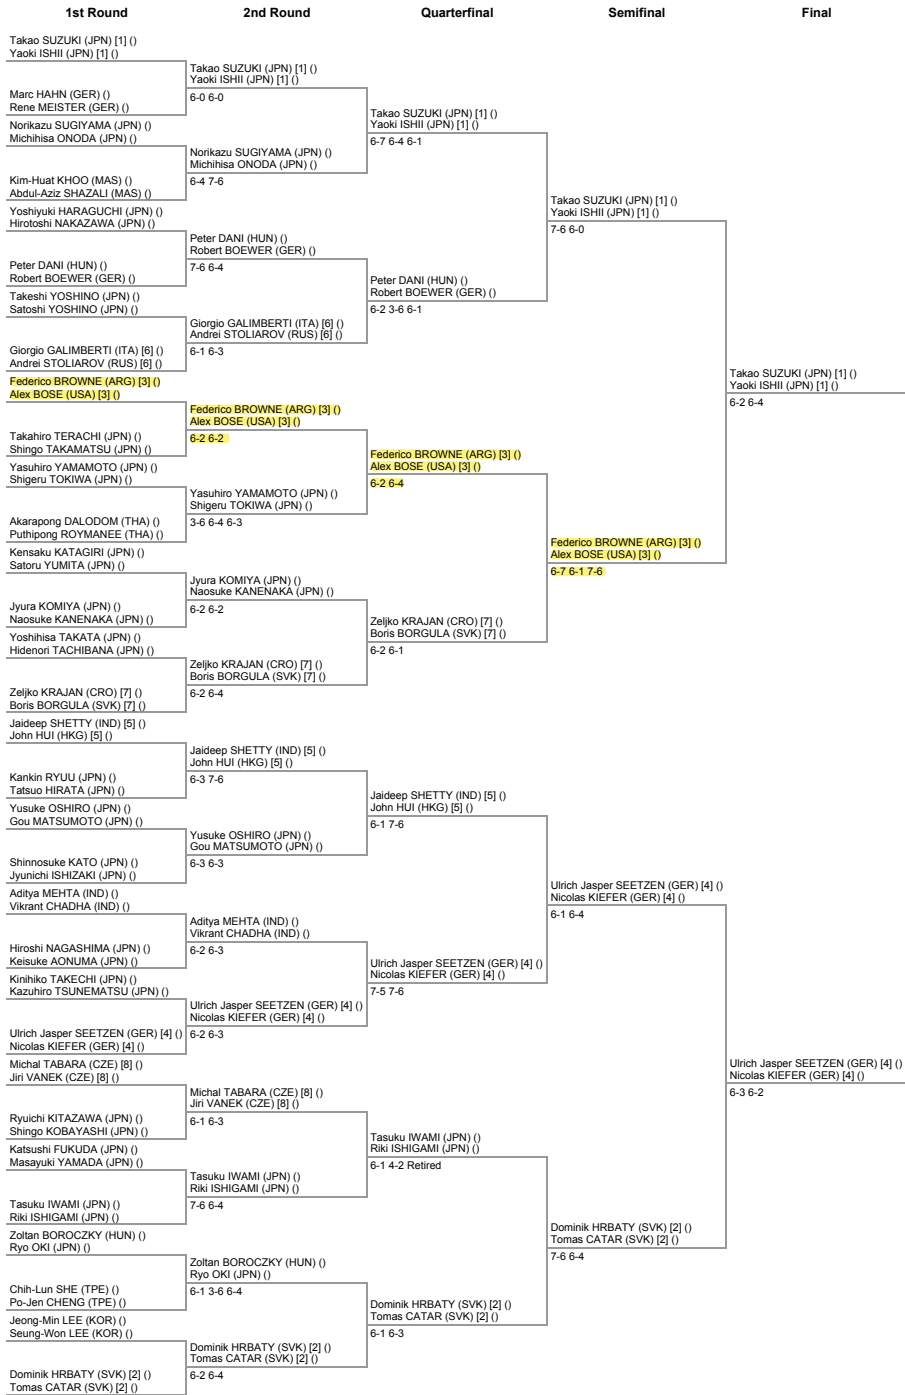 1st Round
2nd Round
Quarterfinal
Semifinal
Final
Takao SUZUKI (JPN) [1] ()
Yaoki ISHII (JPN) [1] ()
Marc HAHN (GER) ()
Rene MEISTER (GER) ()
Norikazu SUGIYAMA (JPN) ()
Michihisa ONODA (JPN) ()
Kim-Huat KHOO (MAS) ()
Abdul-Aziz SHAZALI (MAS) ()
Yoshiyuki HARAGUCHI (JPN) ()
Hirotoshi NAKAZAWA (JPN) ()
Peter DANI (HUN) ()
Robert BOEWER (GER) ()
Takeshi YOSHINO (JPN) ()
Satoshi YOSHINO (JPN) ()
Giorgio GALIMBERTI (ITA) [6] ()
Andrei STOLIAROV (RUS) [6] ()
Federico BROWNE (ARG) [3] ()
Alex BOSE (USA) [3] ()
Takahiro TERACHI (JPN) ()
Shingo TAKAMATSU (JPN) ()
Yasuhiro YAMAMOTO (JPN) ()
Shigeru TOKIWA (JPN) ()
Akarapong DALODOM (THA) ()
Puthipong ROYMANEE (THA) ()
Kensaku KATAGIRI (JPN) ()
Satoru YUMITA (JPN) ()
Jyura KOMIYA (JPN) ()
Naosuke KANENAKA (JPN) ()
Yoshihisa TAKATA (JPN) ()
Hidenori TACHIBANA (JPN) ()
Zeljko KRAJAN (CRO) [7] ()
Boris BORGULA (SVK) [7] ()
Jaideep SHETTY (IND) [5] ()
John HUI (HKG) [5] ()
Kankin RYUU (JPN) ()
Tatsuo HIRATA (JPN) ()
Yusuke OSHIRO (JPN) ()
Gou MATSUMOTO (JPN) ()
Shinnosuke KATO (JPN) ()
Jyunichi ISHIZAKI (JPN) ()
Aditya MEHTA (IND) ()
Vikrant CHADHA (IND) ()
Hiroshi NAGASHIMA (JPN) ()
Keisuke AONUMA (JPN) ()
Kinihiko TAKECHI (JPN) ()
Kazuhiro TSUNEMATSU (JPN) ()
Ulrich Jasper SEETZEN (GER) [4] ()
Nicolas KIEFER (GER) [4] ()
Michal TABARA (CZE) [8] ()
Jiri VANEK (CZE) [8] ()
Ryuichi KITAZAWA (JPN) ()
Shingo KOBAYASHI (JPN) ()
Katsushi FUKUDA (JPN) ()
Masayuki YAMADA (JPN) ()
Tasuku IWAMI (JPN) ()
Riki ISHIGAMI (JPN) ()
Zoltan BOROCZKY (HUN) ()
Ryo OKI (JPN) ()
Chih-Lun SHE (TPE) ()
Po-Jen CHENG (TPE) ()
Jeong-Min LEE (KOR) ()
Seung-Won LEE (KOR) ()
Dominik HRBATY (SVK) [2] ()
Tomas CATAR (SVK) [2] ()
Takao SUZUKI (JPN) [1] ()
Yaoki ISHII (JPN) [1] ()
6-0 6-0
Norikazu SUGIYAMA (JPN) ()
Michihisa ONODA (JPN) ()
6-4 7-6
Peter DANI (HUN) ()
Robert BOEWER (GER) ()
7-6 6-4
Giorgio GALIMBERTI (ITA) [6] ()
Andrei STOLIAROV (RUS) [6] ()
6-1 6-3
Federico BROWNE (ARG) [3] ()
Alex BOSE (USA) [3] ()
6-2 6-2
Yasuhiro YAMAMOTO (JPN) ()
Shigeru TOKIWA (JPN) ()
3-6 6-4 6-3
Jyura KOMIYA (JPN) ()
Naosuke KANENAKA (JPN) ()
6-2 6-2
Zeljko KRAJAN (CRO) [7] ()
Boris BORGULA (SVK) [7] ()
6-2 6-4
Jaideep SHETTY (IND) [5] ()
John HUI (HKG) [5] ()
6-3 7-6
Yusuke OSHIRO (JPN) ()
Gou MATSUMOTO (JPN) ()
6-3 6-3
Aditya MEHTA (IND) ()
Vikrant CHADHA (IND) ()
6-2 6-3
Ulrich Jasper SEETZEN (GER) [4] ()
Nicolas KIEFER (GER) [4] ()
6-2 6-3
Michal TABARA (CZE) [8] ()
Jiri VANEK (CZE) [8] ()
6-1 6-3
Tasuku IWAMI (JPN) ()
Riki ISHIGAMI (JPN) ()
7-6 6-4
Zoltan BOROCZKY (HUN) ()
Ryo OKI (JPN) ()
6-1 3-6 6-4
Dominik HRBATY (SVK) [2] ()
Tomas CATAR (SVK) [2] ()
6-2 6-4
Takao SUZUKI (JPN) [1] ()
Yaoki ISHII (JPN) [1] ()
6-7 6-4 6-1
Peter DANI (HUN) ()
Robert BOEWER (GER) ()
6-2 3-6 6-1
Federico BROWNE (ARG) [3] ()
Alex BOSE (USA) [3] ()
6-2 6-4
Zeljko KRAJAN (CRO) [7] ()
Boris BORGULA (SVK) [7] ()
6-2 6-1
Jaideep SHETTY (IND) [5] ()
John HUI (HKG) [5] ()
6-1 7-6
Ulrich Jasper SEETZEN (GER) [4] ()
Nicolas KIEFER (GER) [4] ()
7-5 7-6
Tasuku IWAMI (JPN) ()
Riki ISHIGAMI (JPN) ()
6-1 4-2 Retired
Dominik HRBATY (SVK) [2] ()
Tomas CATAR (SVK) [2] ()
6-1 6-3
Takao SUZUKI (JPN) [1] ()
Yaoki ISHII (JPN) [1] ()
7-6 6-0
Federico BROWNE (ARG) [3] ()
Alex BOSE (USA) [3] ()
6-7 6-1 7-6
Ulrich Jasper SEETZEN (GER) [4] ()
Nicolas KIEFER (GER) [4] ()
6-1 6-4
Dominik HRBATY (SVK) [2] ()
Tomas CATAR (SVK) [2] ()
7-6 6-4
Takao SUZUKI (JPN) [1] ()
Yaoki ISHII (JPN) [1] ()
6-2 6-4
Ulrich Jasper SEETZEN (GER) [4] ()
Nicolas KIEFER (GER) [4] ()
6-3 6-2